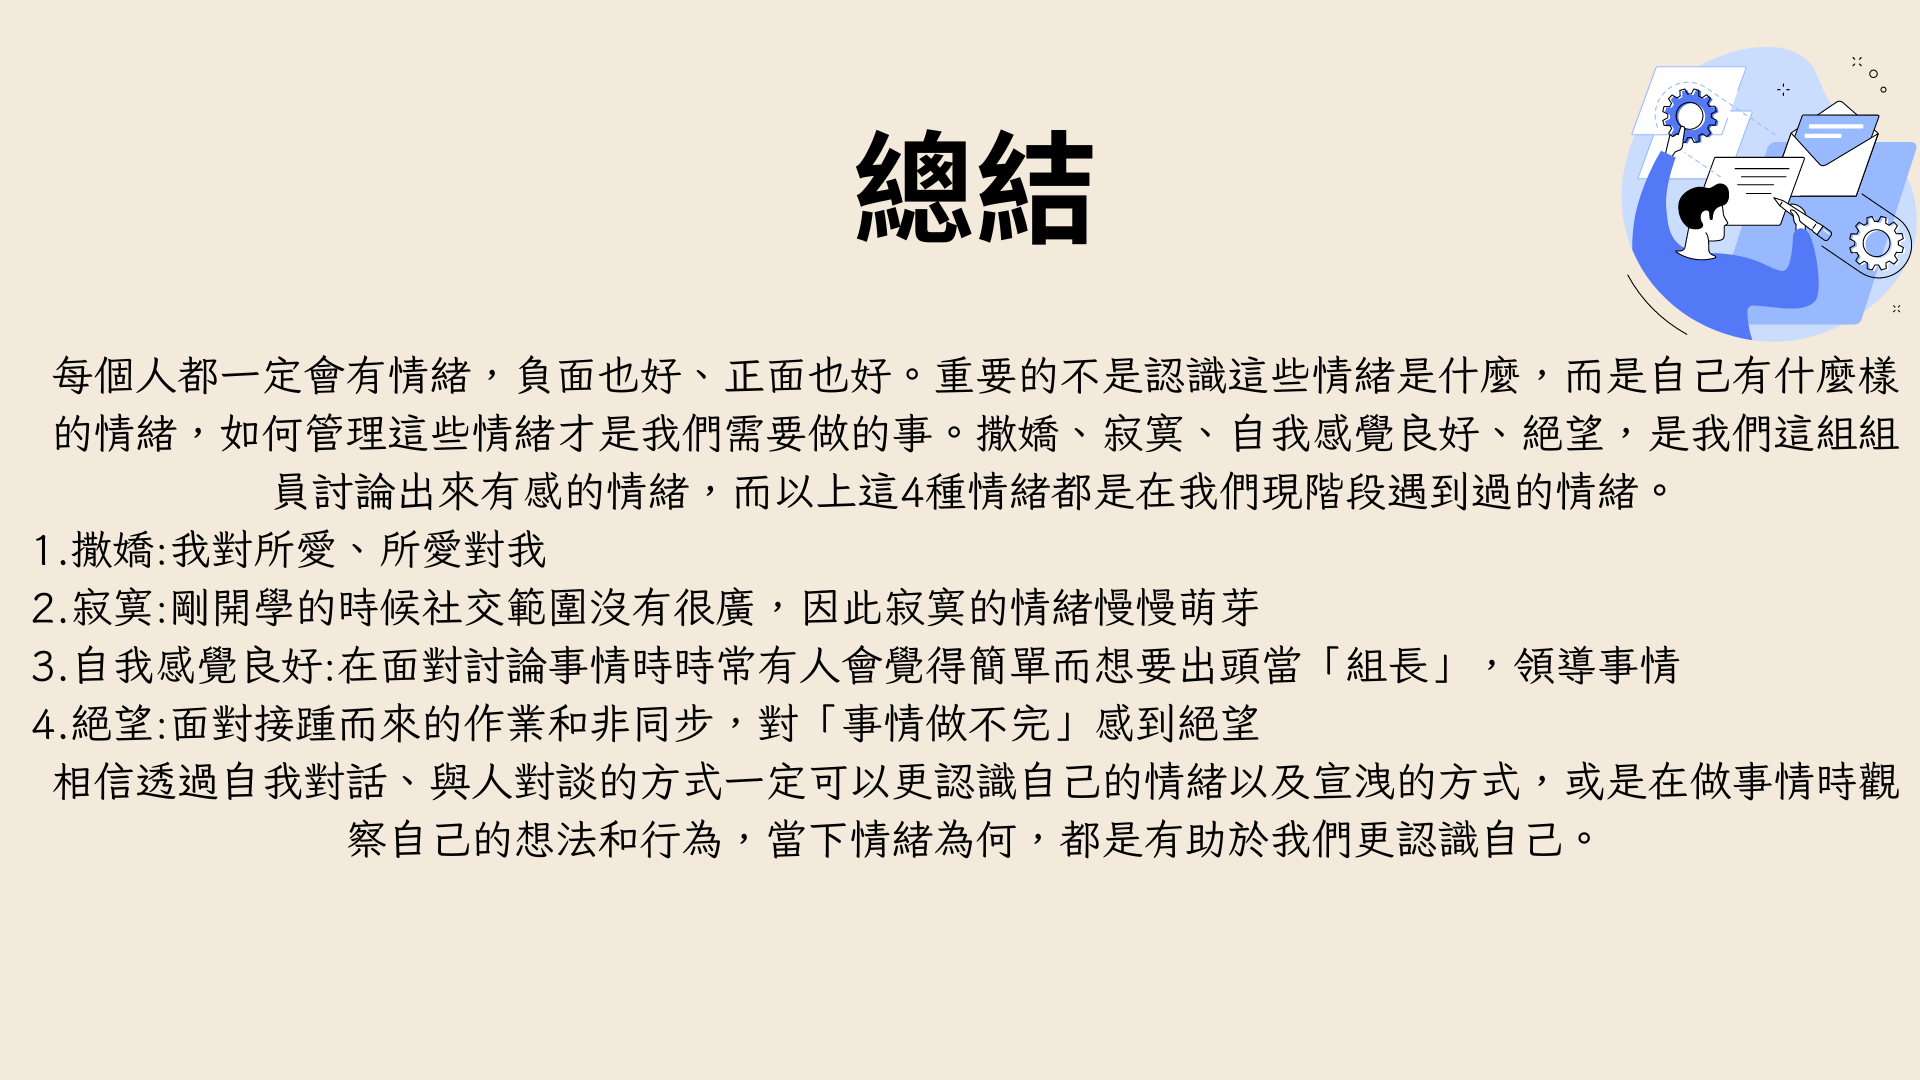 總結
每個人都一定會有情緒，負面也好、正面也好。重要的不是認識這些情緒是什麼，而是自己有什麼樣
的情緒，如何管理這些情緒才是我們需要做的事。撒嬌、寂寞、自我感覺良好、絕望，是我們這組組
員討論出來有感的情緒，而以上這4種情緒都是在我們現階段遇到過的情緒。
1.撒嬌:我對所愛、所愛對我
2.寂寞:剛開學的時候社交範圍沒有很廣，因此寂寞的情緒慢慢萌芽
3.自我感覺良好:在面對討論事情時時常有人會覺得簡單而想要出頭當「組長」，領導事情
4.絕望:面對接踵而來的作業和非同步，對「事情做不完」感到絕望
相信透過自我對話、與人對談的方式一定可以更認識自己的情緒以及宣洩的方式，或是在做事情時觀
察自己的想法和行為，當下情緒為何，都是有助於我們更認識自己。